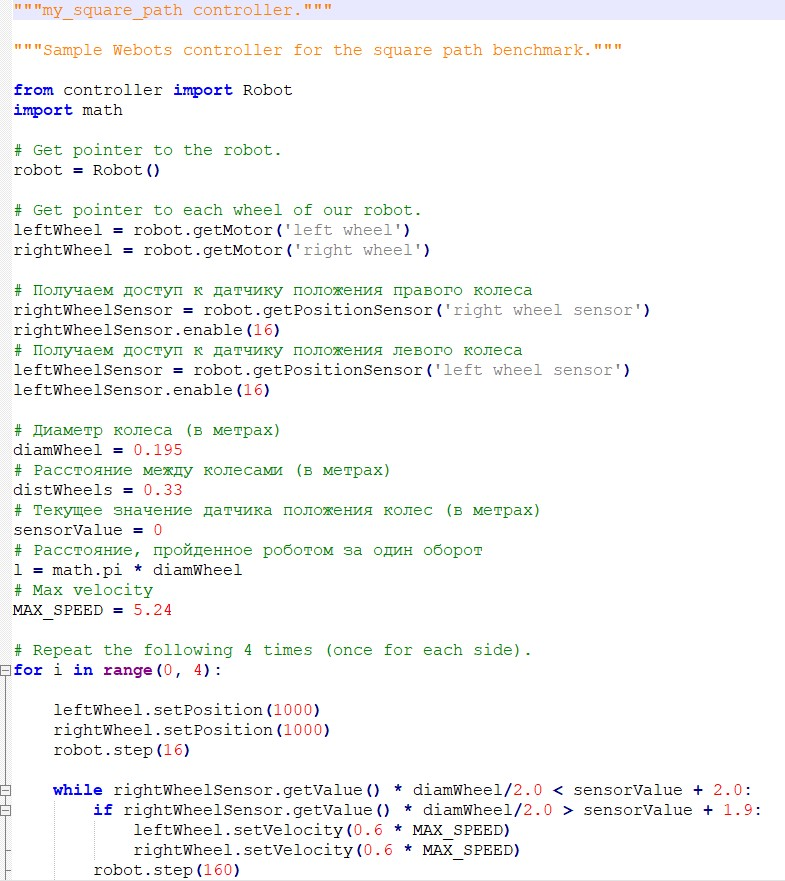 """my_square_path controller."""
"""Sample Webots controller for the square path benchmark."""
from controller import Robot
import math
# Get pointer to the robot.
robot = Robot()
# Get pointer to each wheel of our robot.
leftWheel = robot.getMotor('left wheel')
rightWheel = robot.getMotor('right wheel')
# Получаем доступ к датчику положения правого колеса
rightWheelSensor = robot.getPositionSensor('right wheel sensor')
rightWheelSensor.enable(16)
# Получаем доступ к датчику положения левого колеса
leftWheelSensor = robot.getPositionSensor('left wheel sensor')
leftWheelSensor.enable(16)
# Диаметр колеса (в метрах)
diamWheel = 0.195
# Расстояние между колесами (в метрах)
distWheels = 0.33
# Текущее значение датчика положения колес (в метрах)
sensorValue = 0
# Расстояние, пройденное роботом за один оборот
l = math.pi * diamWheel
# Max velocity
MAX_SPEED = 5.24
# Repeat the following 4 times (once for each side).
for i in range(0, 4):
    leftWheel.setPosition(1000)
    rightWheel.setPosition(1000)
    robot.step(16)
    while rightWheelSensor.getValue() * diamWheel/2.0 < sensorValue + 2.0:
        if rightWheelSensor.getValue() * diamWheel/2.0 > sensorValue + 1.9:
            leftWheel.setVelocity(0.6 * MAX_SPEED)
            rightWheel.setVelocity(0.6 * MAX_SPEED)
        robot.step(160)